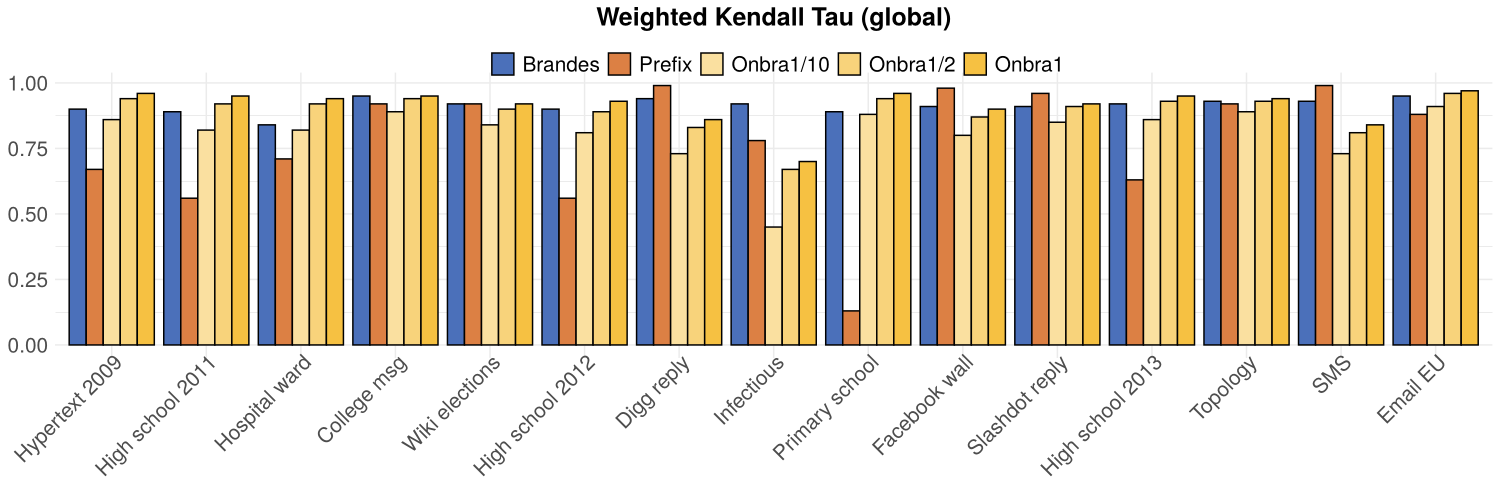 Weighted Kendall Tau (global)
Brandes Prefix Onbra1/10 Onbra1/2 Onbra1
1.00
0.75
0.50
0.25
0.00
Hypertext 2009
High school 2011
Hospital ward
College msg
Wiki elections
High school 2012
Digg reply
Infectious
Primary school
Facebook wall
Slashdot reply
High school 2013
Topology
SMS
Email EU